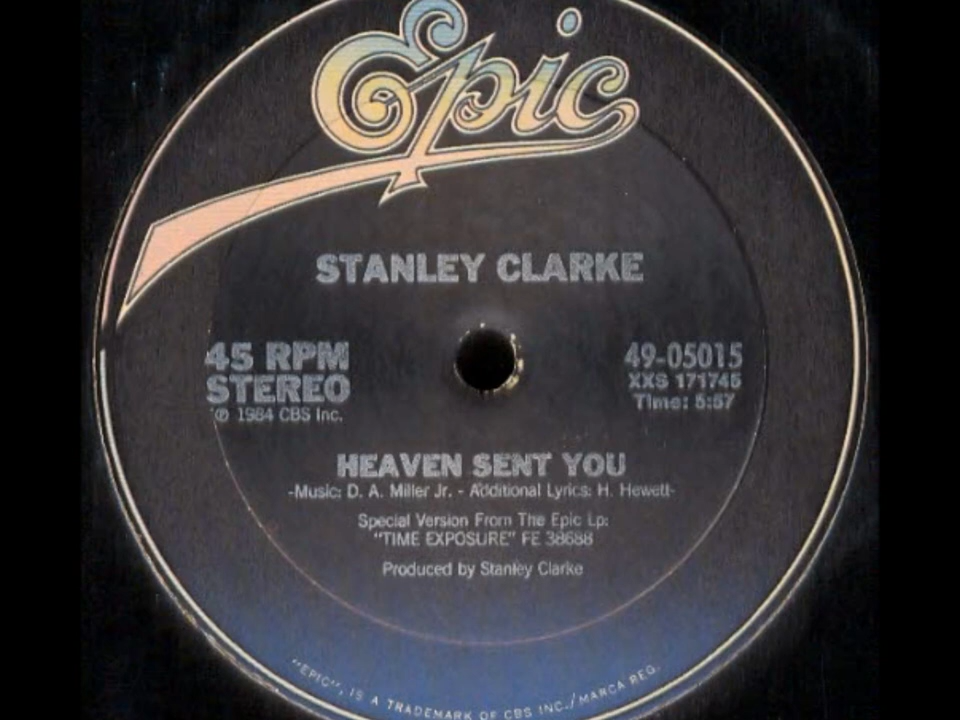 Epic
STANLEY CLARKE
45 RPM
STEREO
℗ 1984 CBS Inc.
49-05015
XXS 171745
Time: 5:57
HEAVEN SENT YOU
-Music: D. A. Miller Jr. - Additional Lyrics: H. Hewett-
Special Version From The Epic Lp:
"TIME EXPOSURE" FE 38688
Produced by Stanley Clarke
"EPIC", IS A TRADEMARK OF CBS INC./MARCA REG.